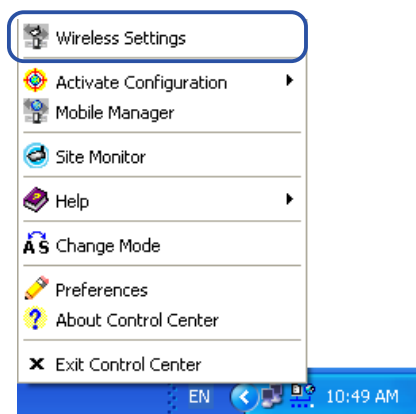 Wireless Settings
Activate Configuration
Mobile Manager
Site Monitor
Help
Change Mode
Preferences
About Control Center
Exit Control Center
EN 10:49 AM